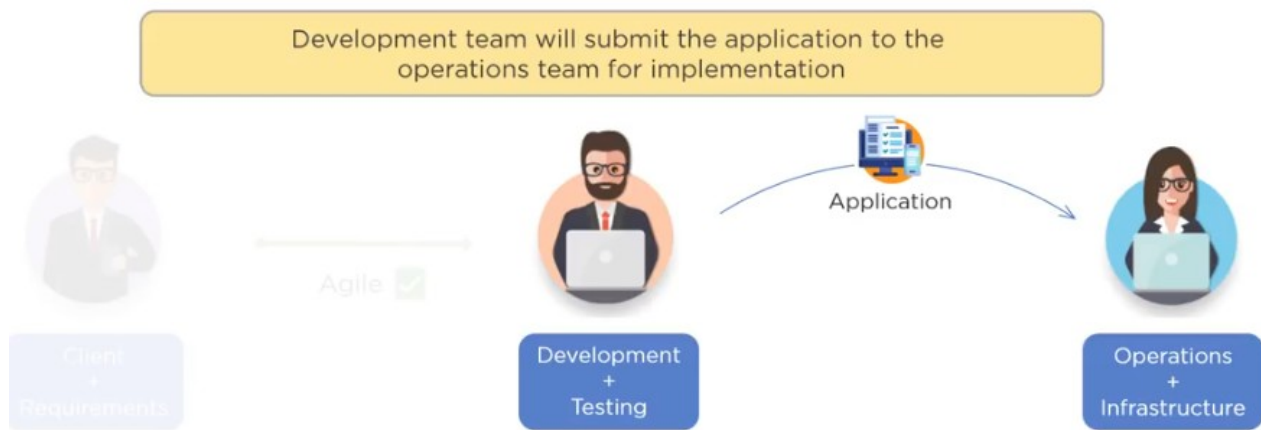 Development team will submit the application to the
operations team for implementation
Application
Agile
Client
+
Requirements
Development
+
Testing
Operations
+
Infrastructure